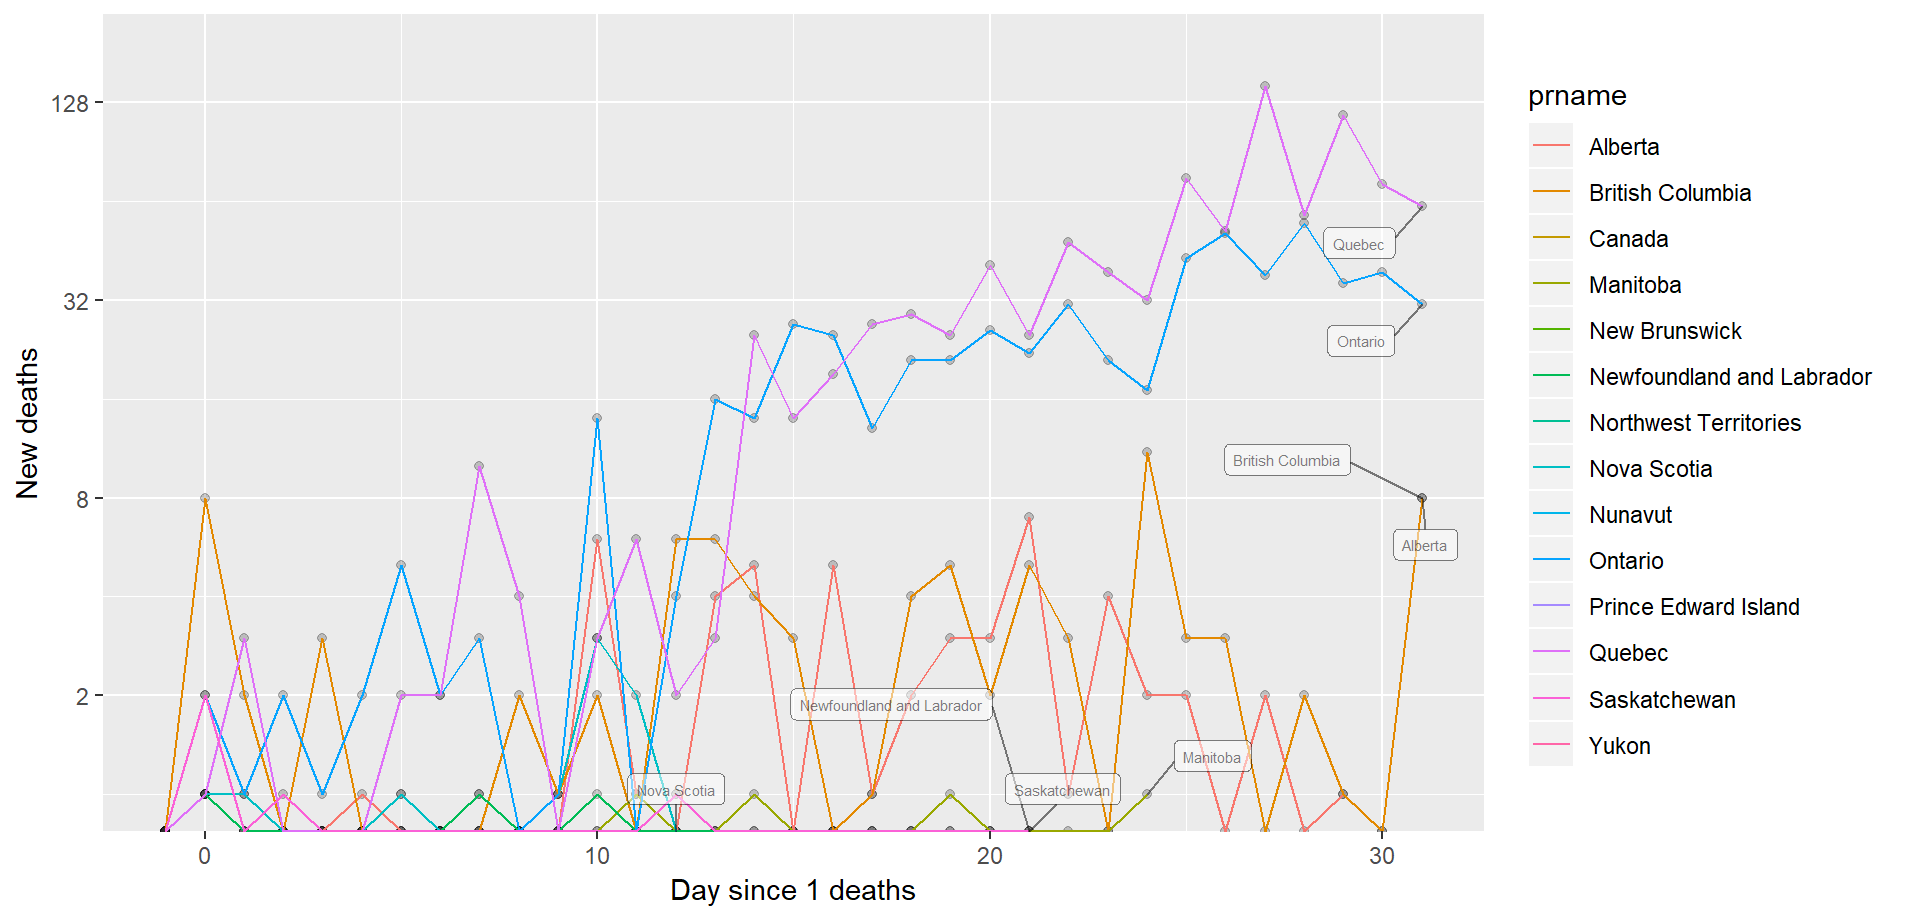 128
32
8
2
New deaths
0
10
20
30
Day since 1 deaths
Quebec
Ontario
British Columbia
Alberta
Newfoundland and Labrador
Manitoba
Nova Scotia
Saskatchewan
prname
Alberta
British Columbia
Canada
Manitoba
New Brunswick
Newfoundland and Labrador
Northwest Territories
Nova Scotia
Nunavut
Ontario
Prince Edward Island
Quebec
Saskatchewan
Yukon